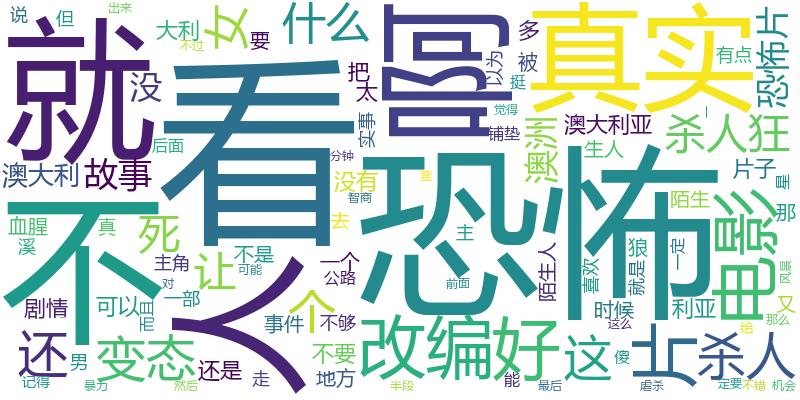 说
但
出来
大利
不过
女
要
什么
啊
多
真实
有点
恐怖片
就
没
看
把
太
以为
挺
被
觉得
实事
铺垫
澳洲
澳大利亚
杀人狂
一
后面
分钟
生人
澳大利
故事
没有
智商
血
去
片子
星
那
不
恐怖
陌生
电影
血腥
溪
真
死
人
不是
主
狼
一定
风景
主角
让
一个
公路
前面
陌生人
喜欢
就是
对
可能
剧情
可以
而且
一部
个
事件
不够
时候
利亚
又
那么
这么
给
还
男
变态
还是
不要
改编
好
这
傻
片
杀人
记得
暴力
然后
走
地方
半段
能
最后
虐杀
定要
不错
机会